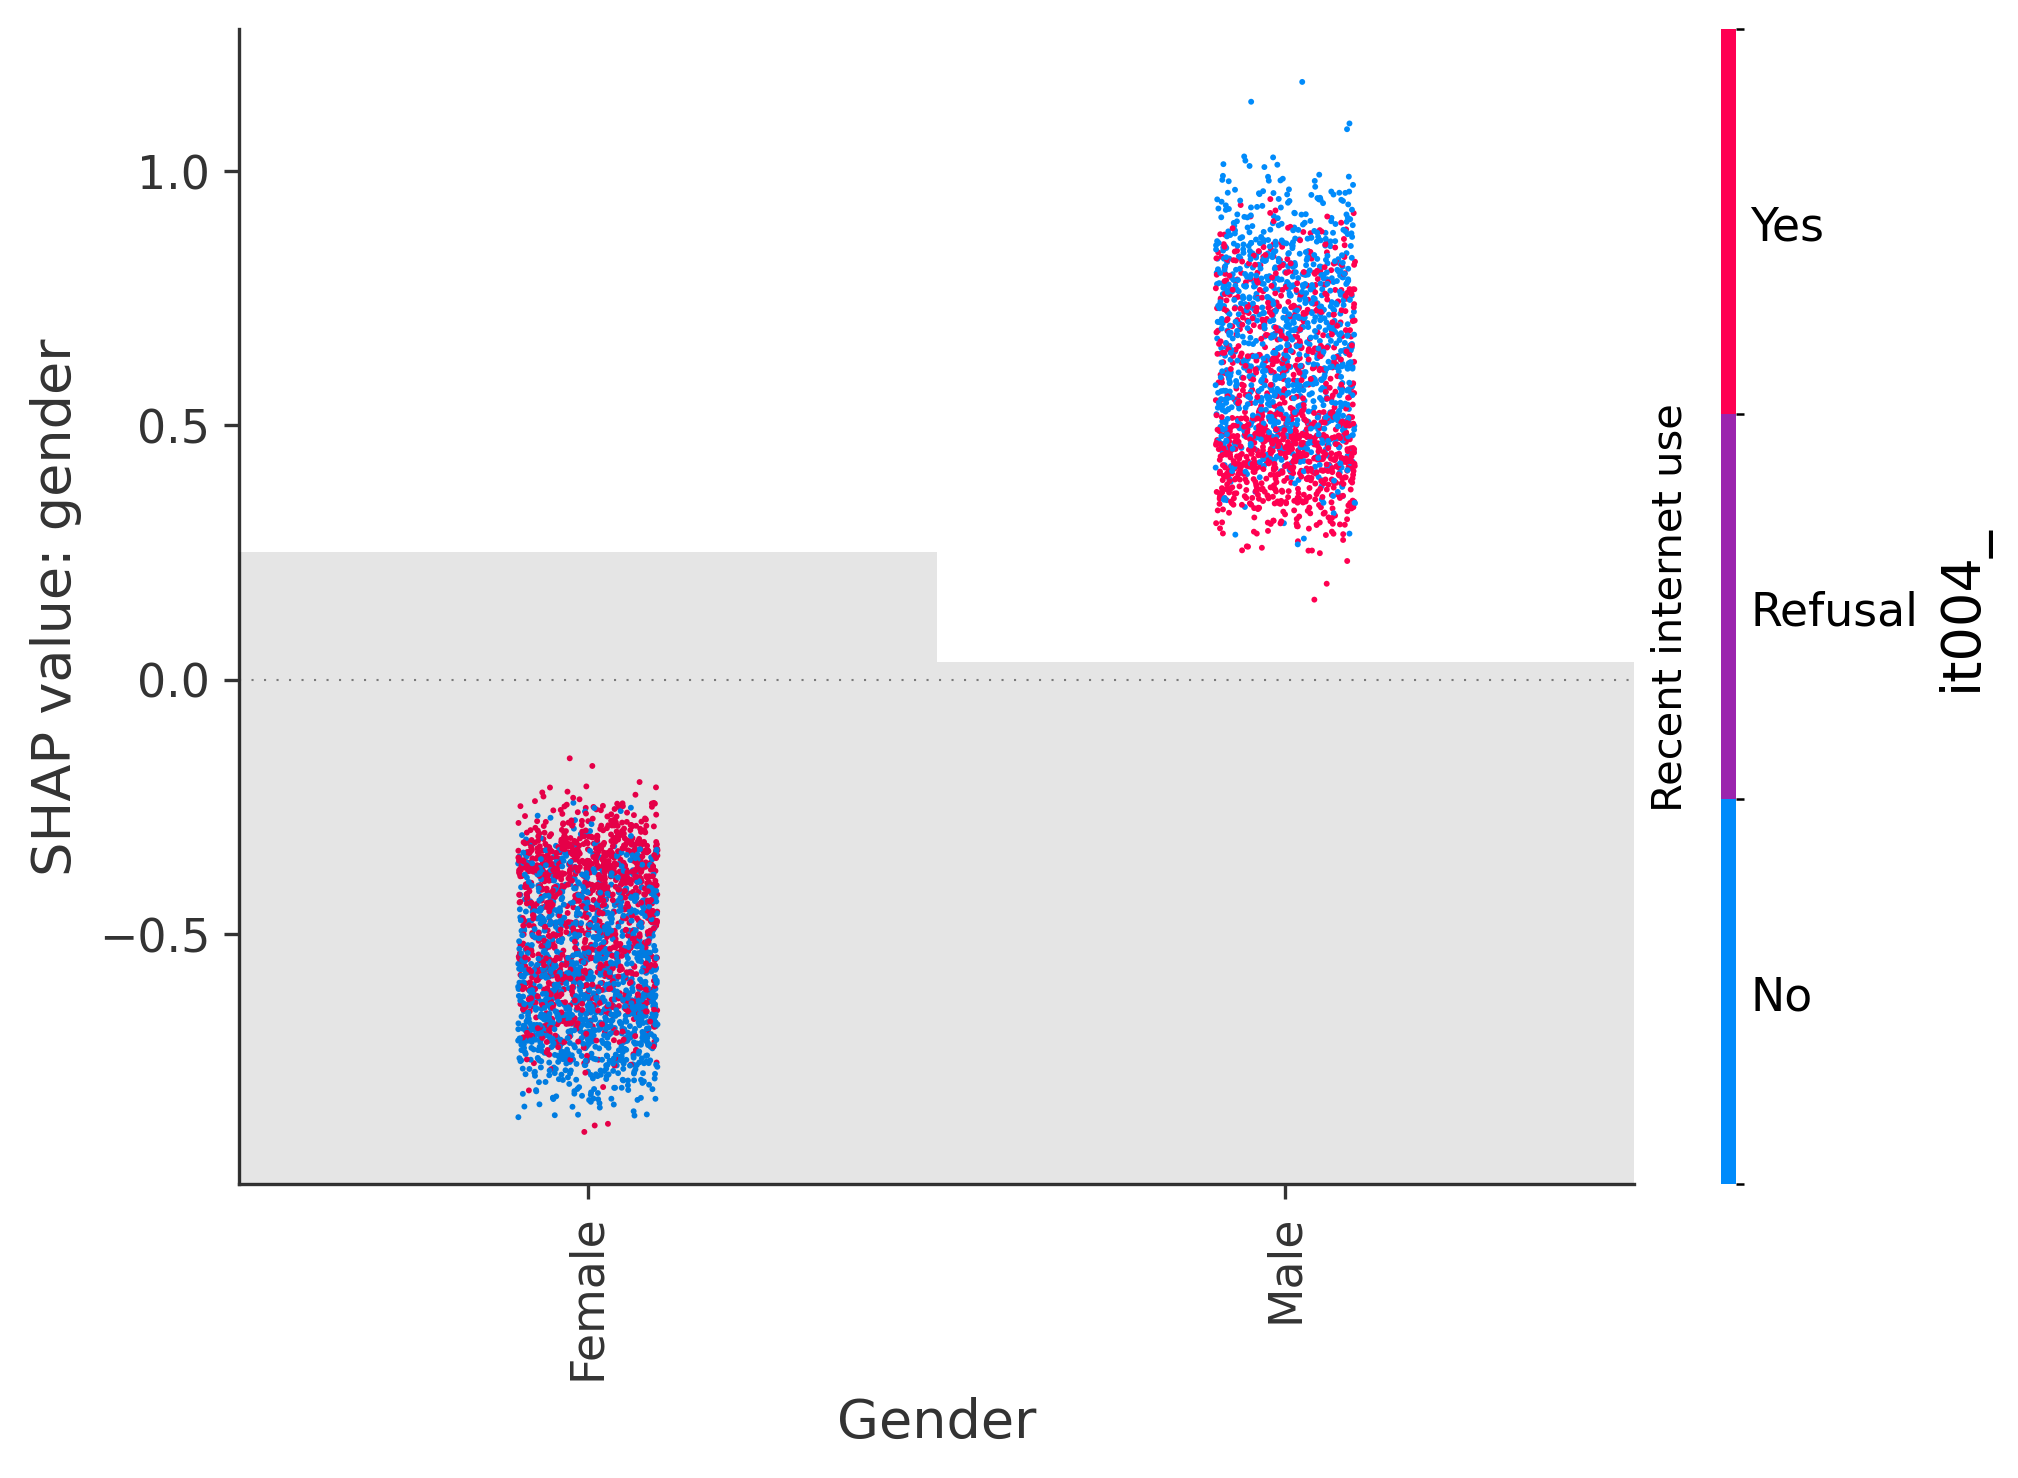 SHAP value: gender
1.0
0.5
0.0
−0.5
Female
Male
Gender
Recent internet use
Yes
Refusal
No
it004_